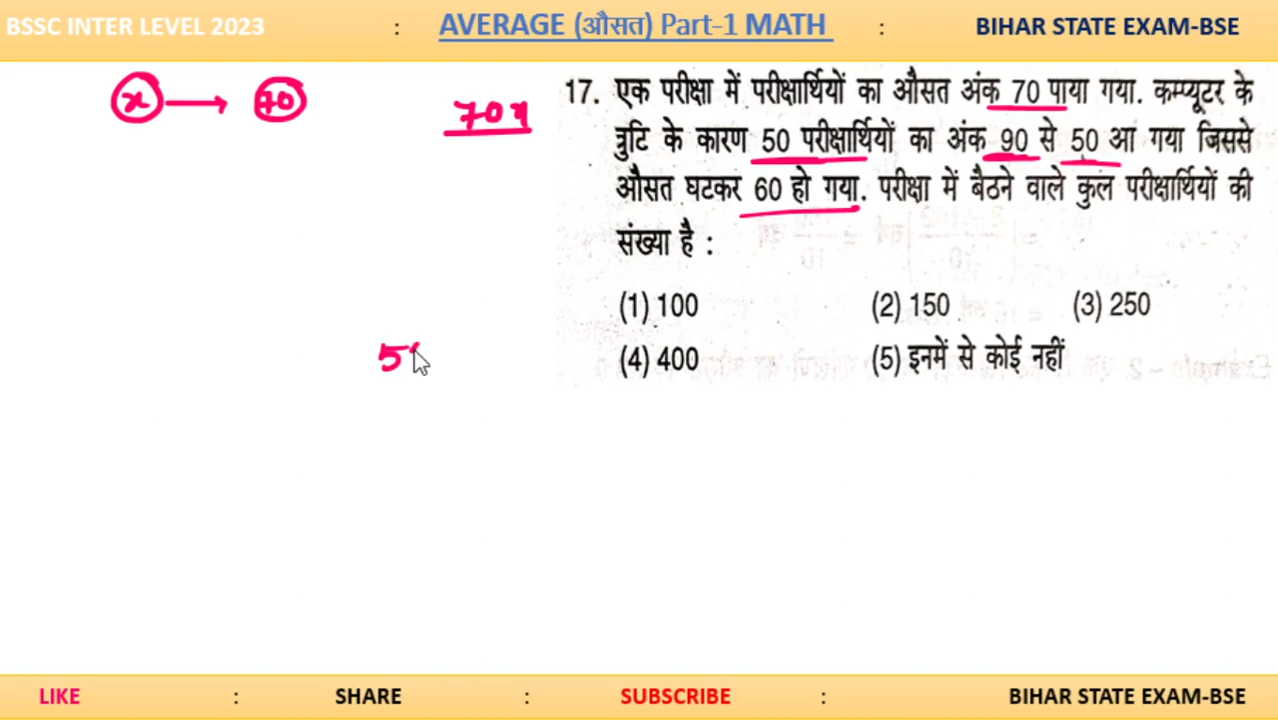 BSSC INTER LEVEL 2023 : AVERAGE (औसत) Part-1 MATH : BIHAR STATE EXAM-BSE
x → 70
70x
17. एक परीक्षा में परीक्षार्थियों का औसत अंक 70 पाया गया. कम्प्यूटर के
त्रुटि के कारण 50 परीक्षार्थियों का अंक 90 से 50 आ गया जिससे
औसत घटकर 60 हो गया. परीक्षा में बैठने वाले कुल परीक्षार्थियों की
संख्या है :
(1) 100 (2) 150 (3) 250
(4) 400 (5) इनमें से कोई नहीं
LIKE : SHARE : SUBSCRIBE : BIHAR STATE EXAM-BSE